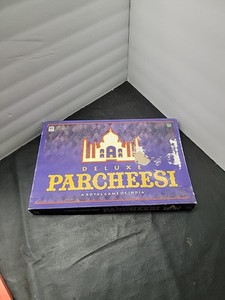 DELUXE
PARCHEESI
A ROYAL GAME OF INDIA